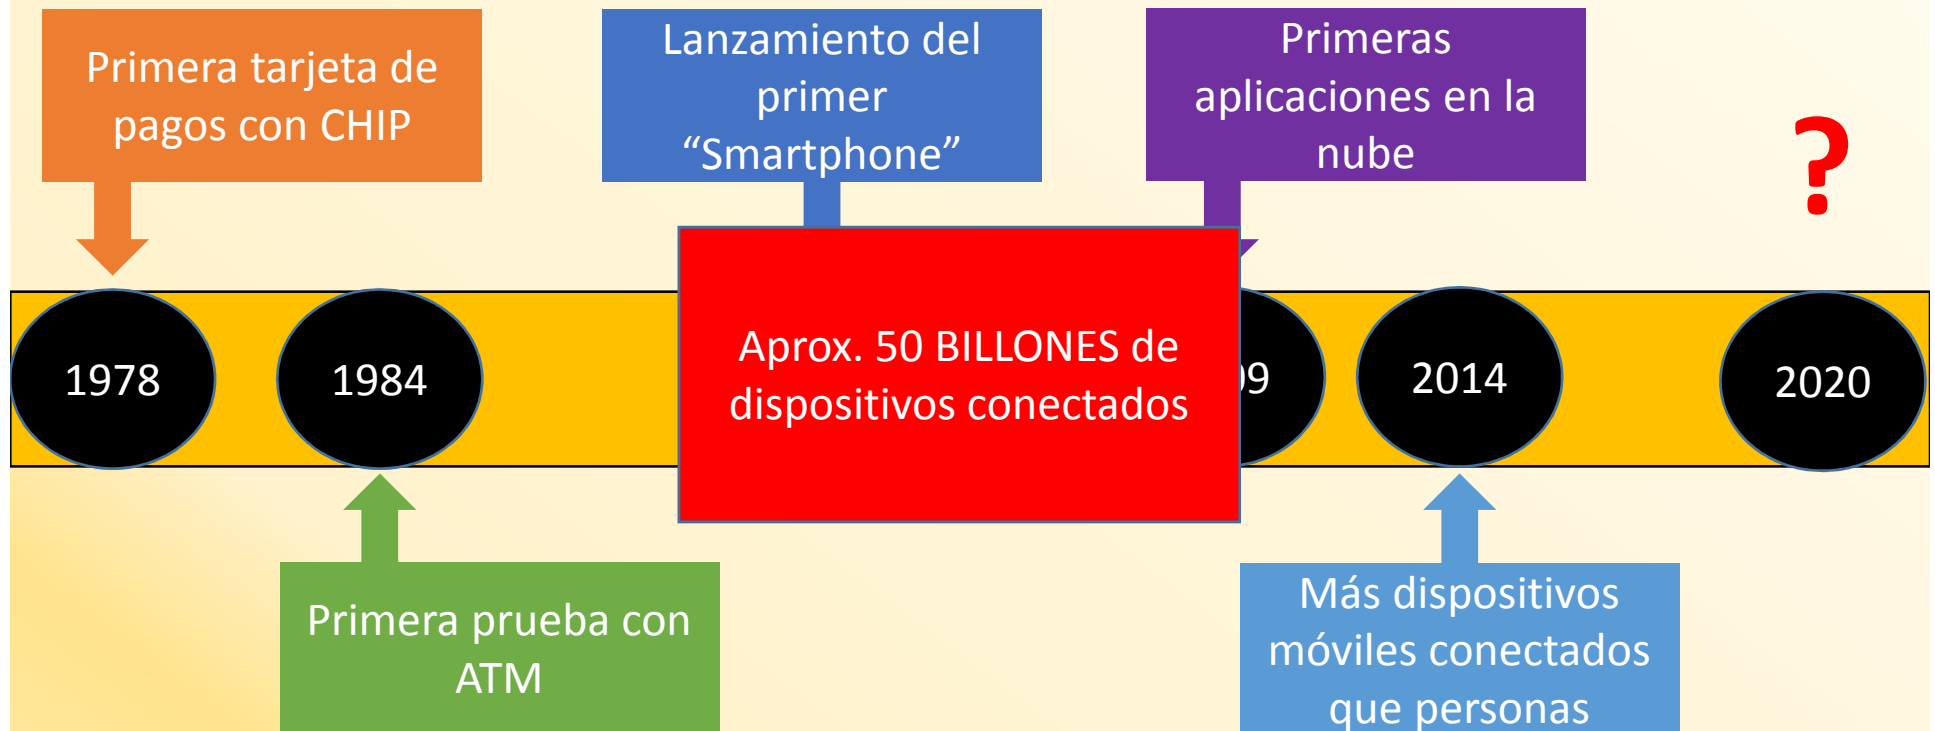 Primera tarjeta de
pagos con CHIP
Lanzamiento del
primer
“Smartphone”
Primeras
aplicaciones en la
nube
?
1978
1984
Aprox. 50 BILLONES de
dispositivos conectados
9
2014
2020
Primera prueba con
ATM
Más dispositivos
móviles conectados
que personas